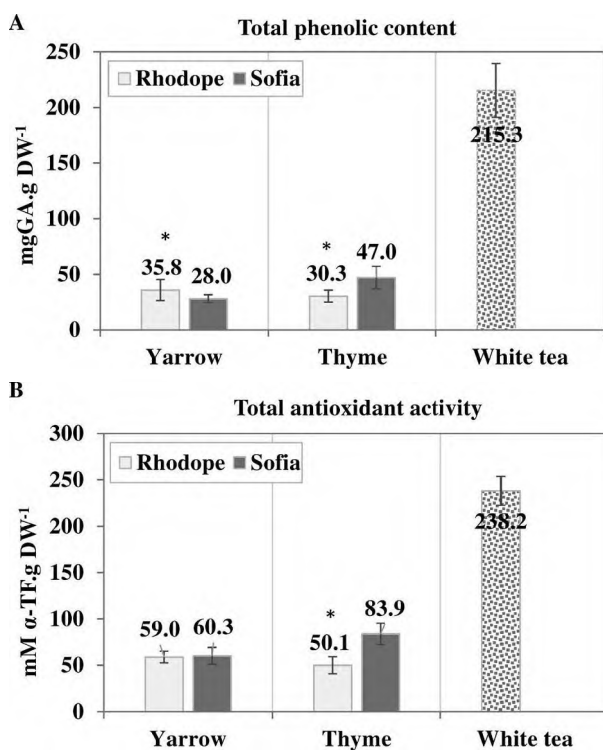 A
Total phenolic content
mgGA.g DW⁻¹
250
200
150
100
50
0
Rhodope Sofia
*
35.8 28.0
*
30.3 47.0
215.3
Yarrow Thyme White tea
B
Total antioxidant activity
mM α-TF.g DW⁻¹
300
250
200
150
100
50
0
Rhodope Sofia
59.0 60.3
*
50.1 83.9
238.2
Yarrow Thyme White tea